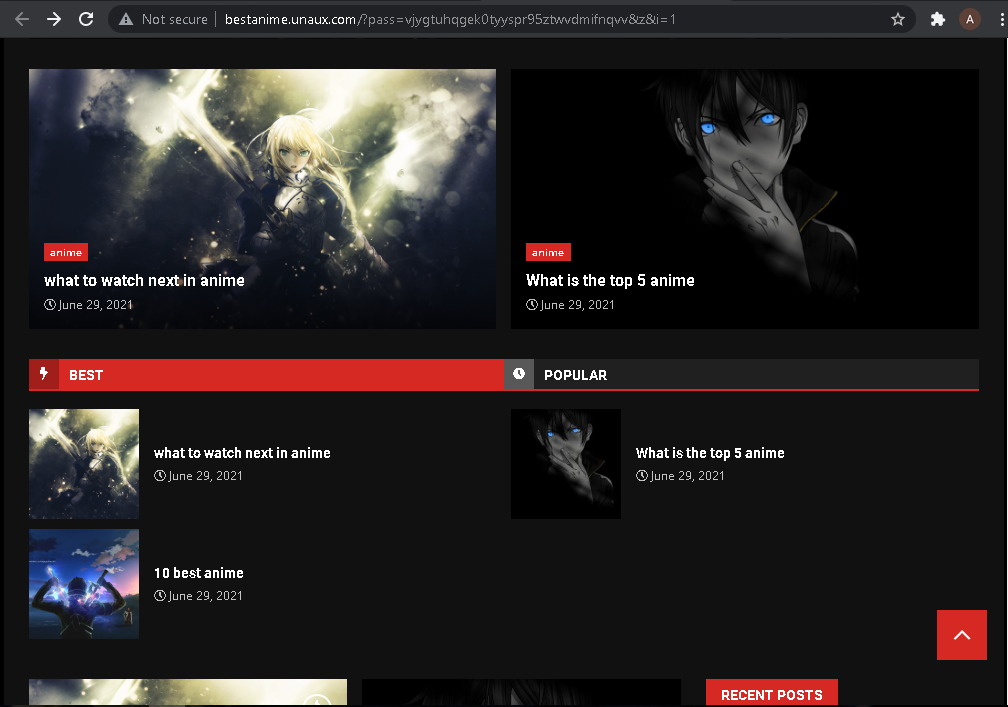 Not secure
bestanime.unaux.com/?pass=vjygtuhqgek0tyyspr95ztwvdmifnqvv&z&i=1
A
anime
what to watch next in anime
June 29, 2021
anime
What is the top 5 anime
June 29, 2021
BEST
POPULAR
what to watch next in anime
June 29, 2021
What is the top 5 anime
June 29, 2021
10 best anime
June 29, 2021
RECENT POSTS